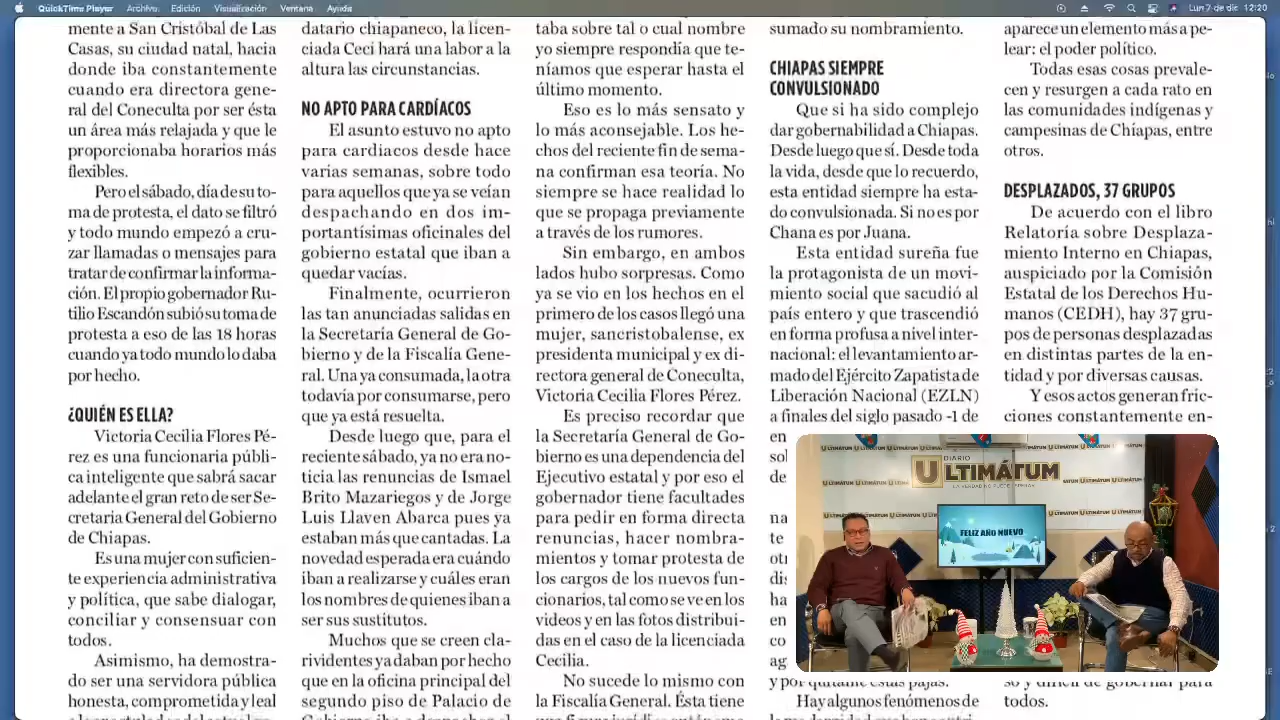 QuickTime Player Archivo Edición Visualización Ventana Ayuda
Lun 7 de dic 12:20
mente a San Cristóbal de Las
Casas, su ciudad natal, hacia
donde iba constantemente
cuando era directora gene-
ral del Coneculta por ser ésta
un área más relajada y que le
proporcionaba horarios más
flexibles.
Pero el sábado, día de su to-
ma de protesta, el dato se filtró
y todo mundo empezó a cru-
zar llamadas o mensajes para
tratar de confirmar la informa-
ción. El propio gobernador Ru-
tilio Escandón subió su toma de
protesta a eso de las 18 horas
cuando ya todo mundo lo daba
por hecho.
¿QUIÉN ES ELLA?
Victoria Cecilia Flores Pé-
rez es una funcionaria públi-
ca inteligente que sabrá sacar
adelante el gran reto de ser Se-
cretaria General del Gobierno
de Chiapas.
Es una mujer con suficien-
te experiencia administrativa
y política, que sabe dialogar,
conciliar y consensuar con
todos.
Asimismo, ha demostra-
do ser una servidora pública
honesta, comprometida y leal
datario chiapaneco, la licen-
ciada Ceci hará una labor a la
altura las circunstancias.
NO APTO PARA CARDÍACOS
El asunto estuvo no apto
para cardiacos desde hace
varias semanas, sobre todo
para aquellos que ya se veían
despachando en dos im-
portantísimas oficinales del
gobierno estatal que iban a
quedar vacías.
Finalmente, ocurrieron
las tan anunciadas salidas en
la Secretaría General de Go-
bierno y de la Fiscalía Gene-
ral. Una ya consumada, la otra
todavía por consumarse, pero
que ya está resuelta.
Desde luego que, para el
reciente sábado, ya no era no-
ticia las renuncias de Ismael
Brito Mazariegos y de Jorge
Luis Llaven Abarca pues ya
estaban más que cantadas. La
novedad esperada era cuándo
iban a realizarse y cuáles eran
los nombres de quienes iban a
ser sus sustitutos.
Muchos que se creen cla-
rividentes ya daban por hecho
que en la oficina principal del
segundo piso de Palacio de
taba sobre tal o cual nombre
yo siempre respondía que te-
níamos que esperar hasta el
último momento.
Eso es lo más sensato y
lo más aconsejable. Los he-
chos del reciente fin de sema-
na confirman esa teoría. No
siempre se hace realidad lo
que se propaga previamente
a través de los rumores.
Sin embargo, en ambos
lados hubo sorpresas. Como
ya se vio en los hechos en el
primero de los casos llegó una
mujer, sancristobalense, ex
presidenta municipal y ex di-
rectora general de Coneculta,
Victoria Cecilia Flores Pérez.
Es preciso recordar que
la Secretaría General de Go-
bierno es una dependencia del
Ejecutivo estatal y por eso el
gobernador tiene facultades
para pedir en forma directa
renuncias, hacer nombra-
mientos y tomar protesta de
los cargos de los nuevos fun-
cionarios, tal como se ve en los
videos y en las fotos distribui-
das en el caso de la licenciada
Cecilia.
No sucede lo mismo con
la Fiscalía General. Ésta tiene
sumado su nombramiento.
CHIAPAS SIEMPRE
CONVULSIONADO
Que si ha sido complejo
dar gobernabilidad a Chiapas.
Desde luego que sí. Desde toda
la vida, desde que lo recuerdo,
esta entidad siempre ha esta-
do convulsionada. Si no es por
Chana es por Juana.
Esta entidad sureña fue
la protagonista de un movi-
miento social que sacudió al
país entero y que trascendió
en forma profusa a nivel inter-
nacional: el levantamiento ar-
mado del Ejército Zapatista de
Liberación Nacional (EZLN)
a finales del siglo pasado -1 de
en
sol
de
na
te
otr
dis
ha
en
co
ag
y por quítame estas pajas.
Hay algunos fenómenos de
aparece un elemento más a pe-
lear: el poder político.
Todas esas cosas prevale-
cen y resurgen a cada rato en
las comunidades indígenas y
campesinas de Chíapas, entre
otros.
DESPLAZADOS, 37 GRUPOS
De acuerdo con el libro
Relatoría sobre Desplaza-
miento Interno en Chiapas,
auspiciado por la Comisión
Estatal de los Derechos Hu-
manos (CEDH), hay 37 gru-
pos de personas desplazadas
en distintas partes de la en-
tidad y por diversas causas.
Y esos actos generan fric-
ciones constantemente en-
so y difícil de gobernar para
todos.
DIARIO
ULTIMÁTUM
LA VERDAD NO PUEDE ESPERAR
FELIZ AÑO NUEVO